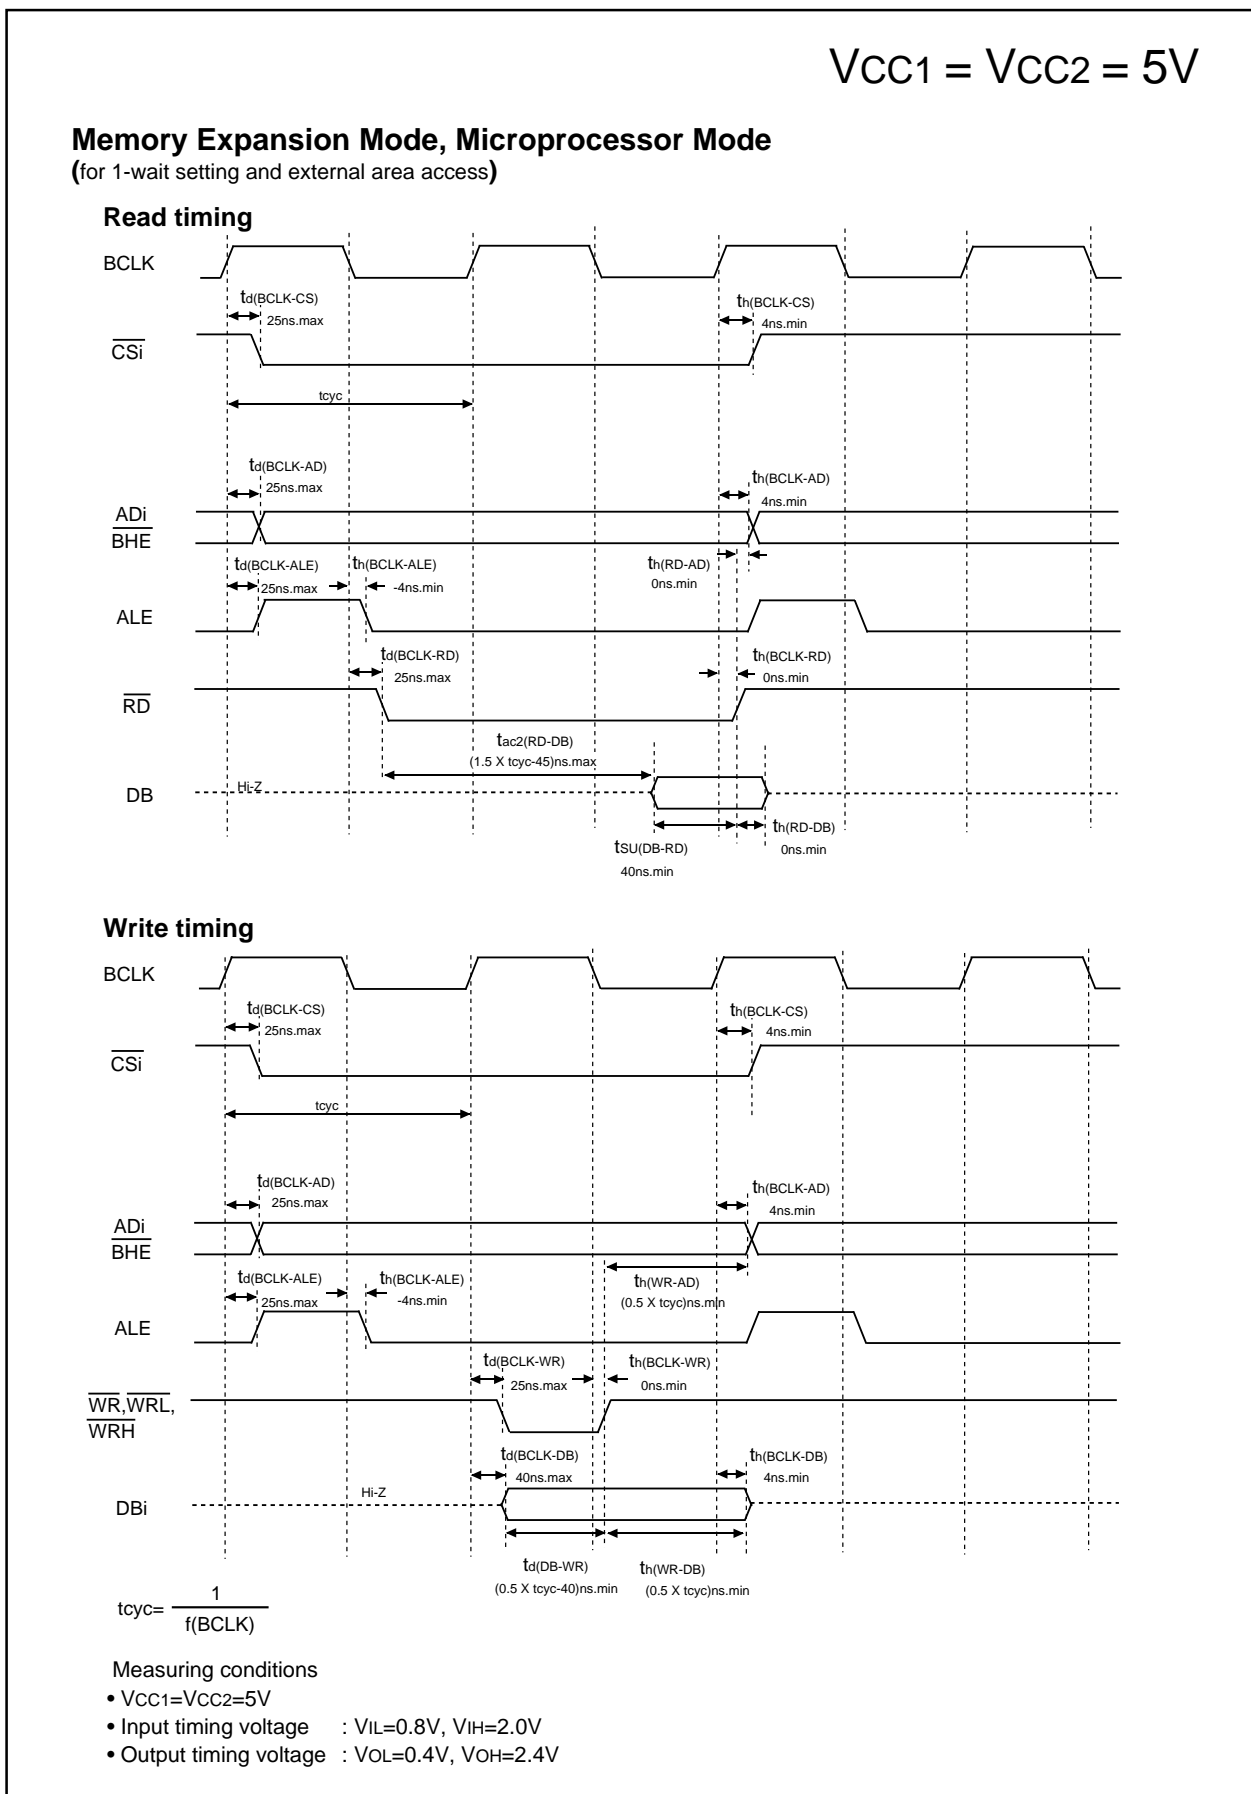 VCC1 = VCC2 = 5V
Memory Expansion Mode, Microprocessor Mode
(for 1-wait setting and external area access)
Read timing
BCLK
td(BCLK-CS)
25ns.max
th(BCLK-CS)
4ns.min
CSi
tcyc
td(BCLK-AD)
25ns.max
th(BCLK-AD)
4ns.min
ADi
BHE
td(BCLK-ALE)
25ns.max
th(BCLK-ALE)
-4ns.min
th(RD-AD)
0ns.min
ALE
td(BCLK-RD)
25ns.max
th(BCLK-RD)
0ns.min
RD
tac2(RD-DB)
(1.5 X tcyc-45)ns.max
Hi-Z
DB
tSU(DB-RD)
40ns.min
th(RD-DB)
0ns.min
Write timing
BCLK
td(BCLK-CS)
25ns.max
th(BCLK-CS)
4ns.min
CSi
tcyc
td(BCLK-AD)
25ns.max
th(BCLK-AD)
4ns.min
ADi
BHE
td(BCLK-ALE)
25ns.max
th(BCLK-ALE)
-4ns.min
th(WR-AD)
(0.5 X tcyc)ns.min
ALE
td(BCLK-WR)
25ns.max
th(BCLK-WR)
0ns.min
WR,WRL,
WRH
td(BCLK-DB)
40ns.max
th(BCLK-DB)
4ns.min
Hi-Z
DBi
td(DB-WR)
(0.5 X tcyc-40)ns.min
th(WR-DB)
(0.5 X tcyc)ns.min
tcyc= 1
f(BCLK)
Measuring conditions
• VCC1=VCC2=5V
• Input timing voltage : VIL=0.8V, VIH=2.0V
• Output timing voltage : VOL=0.4V, VOH=2.4V